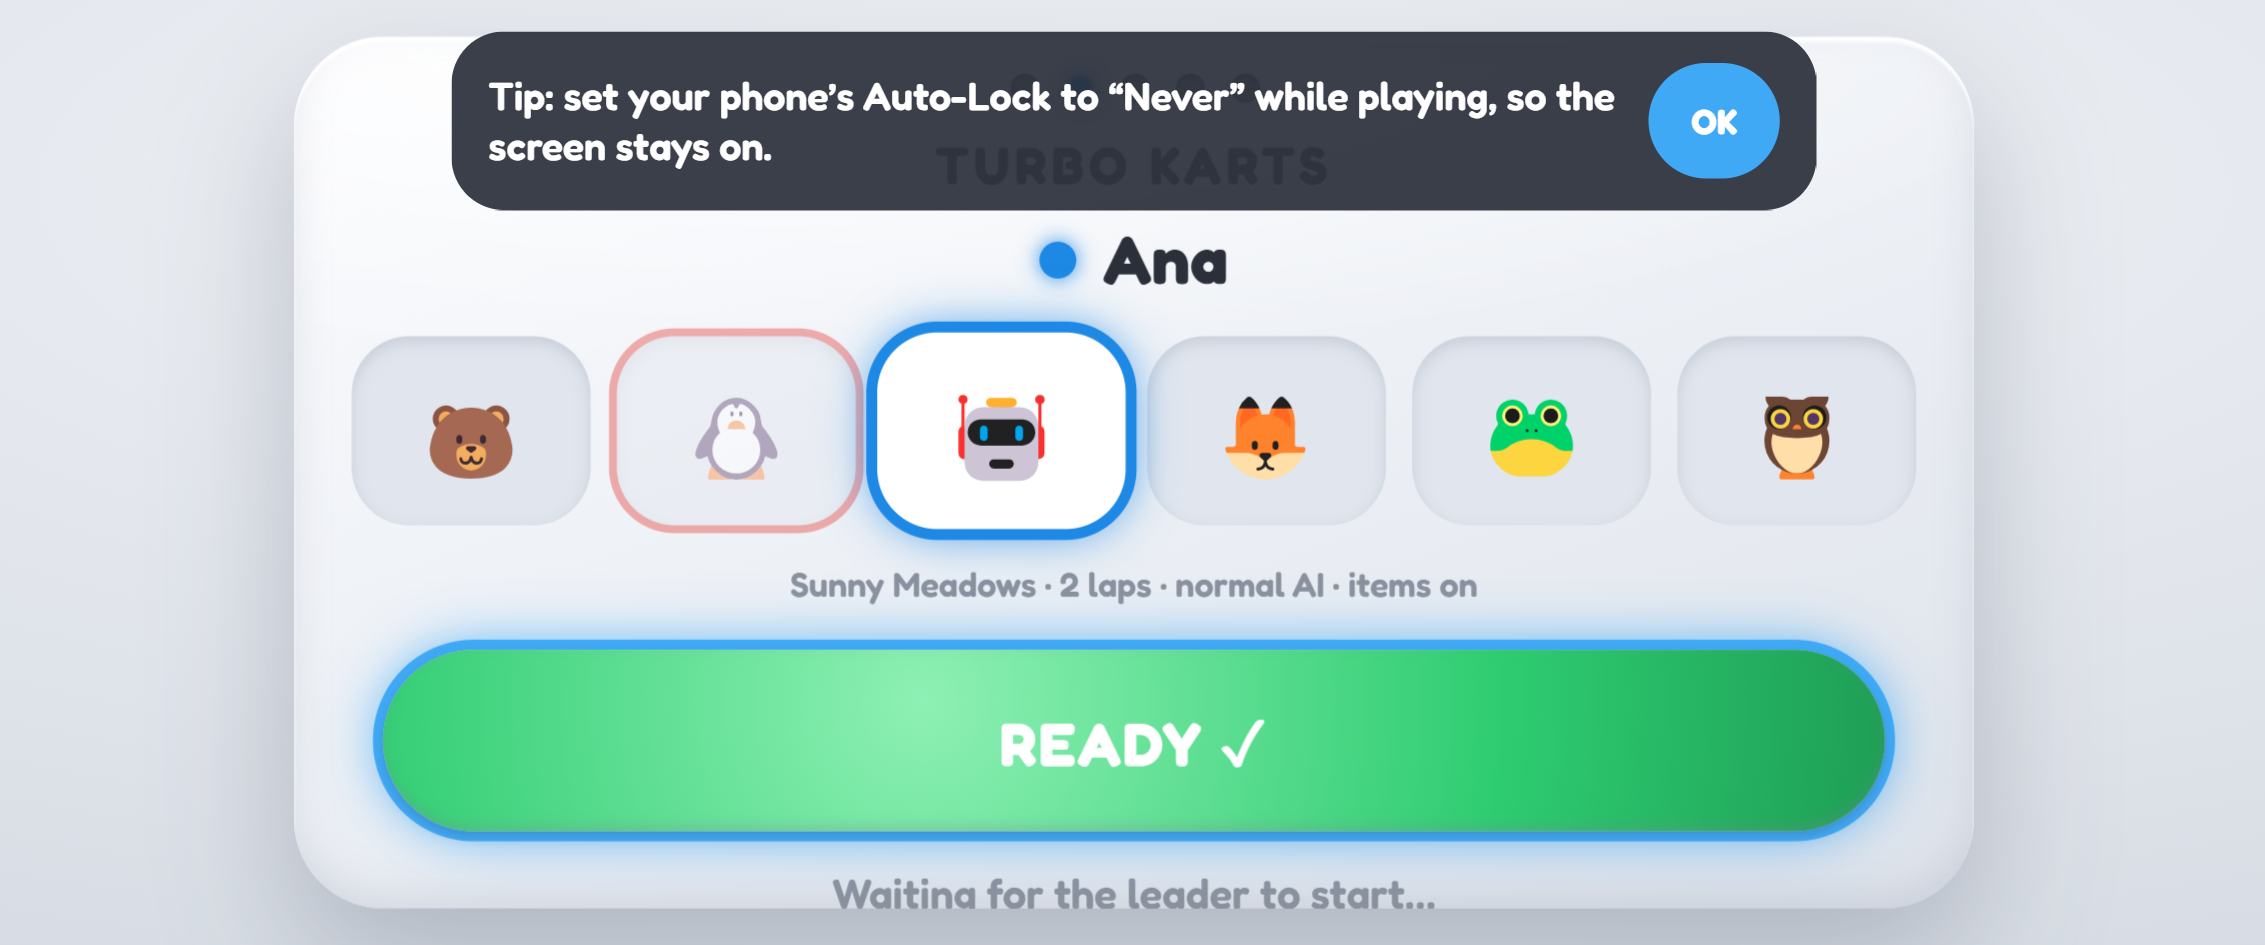 Tip: set your phone’s Auto-Lock to “Never” while playing, so the
screen stays on.
OK
TURBO KARTS
Ana
Sunny Meadows · 2 laps · normal AI · items on
READY ✓
Waiting for the leader to start...